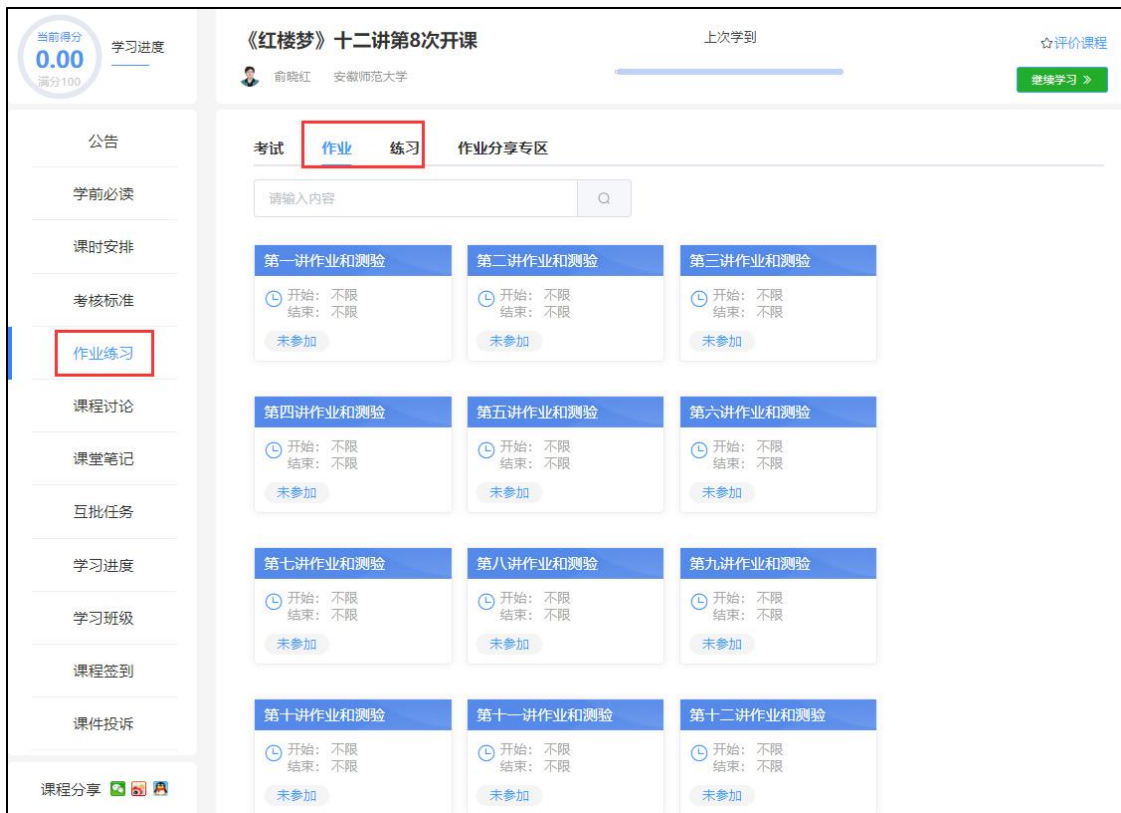 当前得分
0.00
满分100
学习进度
《红楼梦》十二讲第8次开课
俞晓红 安徽师范大学
上次学到
☆评价课程
继续学习 》
公告
学前必读
课时安排
考核标准
作业练习
课程讨论
课堂笔记
互批任务
学习进度
学习班级
课程签到
课件投诉
课程分享
考试 作业 练习 作业分享专区
请输入内容
第一讲作业和测验
开始: 不限
结束: 不限
未参加
第二讲作业和测验
开始: 不限
结束: 不限
未参加
第三讲作业和测验
开始: 不限
结束: 不限
未参加
第四讲作业和测验
开始: 不限
结束: 不限
未参加
第五讲作业和测验
开始: 不限
结束: 不限
未参加
第六讲作业和测验
开始: 不限
结束: 不限
未参加
第七讲作业和测验
开始: 不限
结束: 不限
未参加
第八讲作业和测验
开始: 不限
结束: 不限
未参加
第九讲作业和测验
开始: 不限
结束: 不限
未参加
第十讲作业和测验
开始: 不限
结束: 不限
未参加
第十一讲作业和测验
开始: 不限
结束: 不限
未参加
第十二讲作业和测验
开始: 不限
结束: 不限
未参加